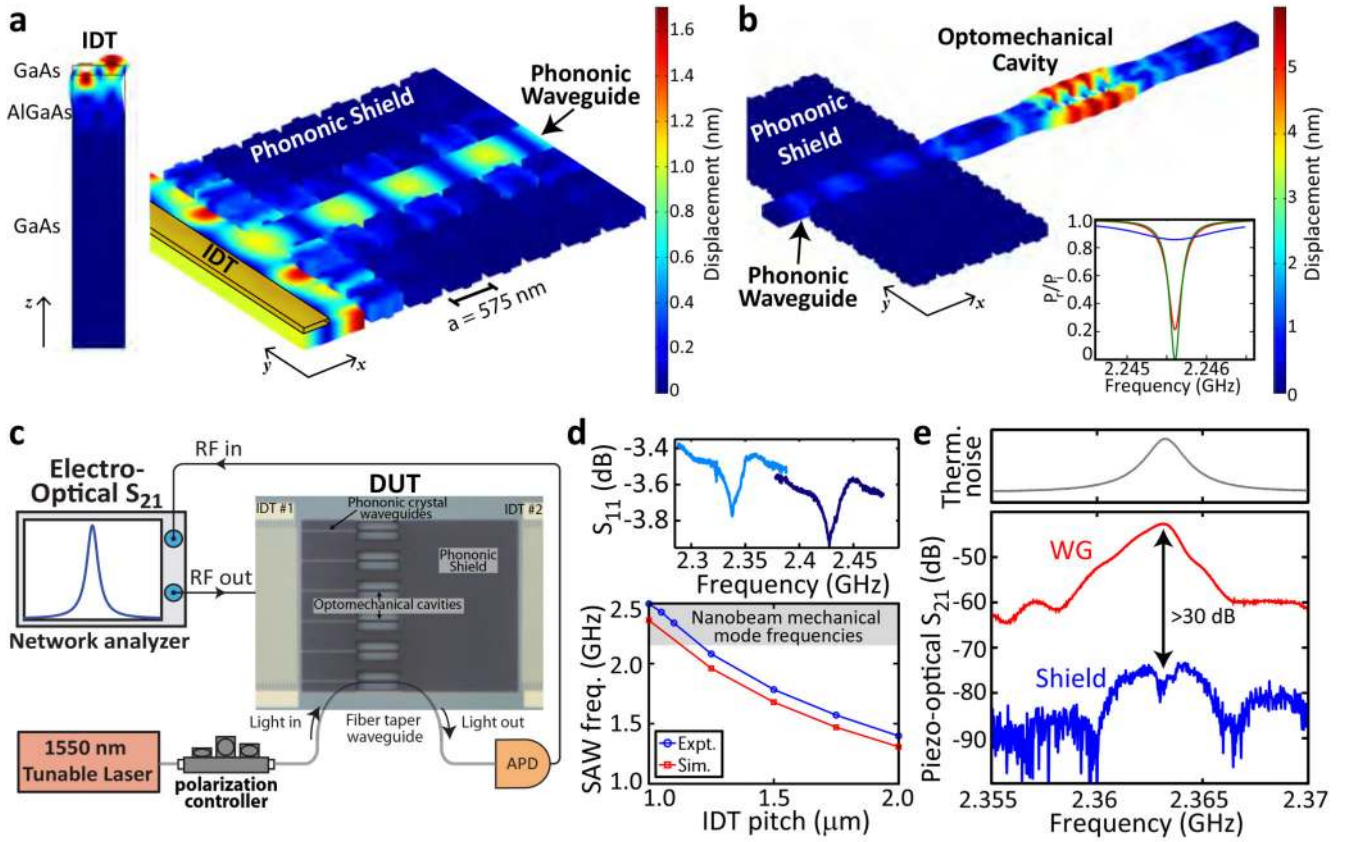 a
IDT
GaAs
AlGaAs
GaAs
z
Phononic Shield
Phononic
Waveguide
IDT
a = 575 nm
y
x
1.6
1.4
1.2
1.0
0.8
0.6
0.4
0.2
0
Displacement (nm)
b
Optomechanical
Cavity
Phononic
Shield
Phononic
Waveguide
y
x
1.0
0.8
0.6
0.4
0.2
0
Pr/Pi
2.245
2.246
Frequency (GHz)
5
4
3
2
1
0
Displacement (nm)
c
RF in
Electro-
Optical S21
DUT
IDT #1
Phononic crystal
waveguides
IDT #2
Phononic
Shield
RF out
Optomechanical cavities
Network analyzer
Light in
Fiber taper
waveguide
Light out
1550 nm
Tunable Laser
polarization
controller
APD
d
-3.4
-3.6
-3.8
S11 (dB)
2.3
2.35
2.4
2.45
Frequency (GHz)
2.5
2.0
1.5
1.0
SAW freq. (GHz)
Nanobeam mechanical
mode frequencies
Expt.
Sim.
1.0
1.5
2.0
IDT pitch (μm)
e
Therm.
noise
-50
-60
-70
-80
-90
Piezo-optical S21 (dB)
WG
>30 dB
Shield
2.355
2.36
2.365
2.37
Frequency (GHz)